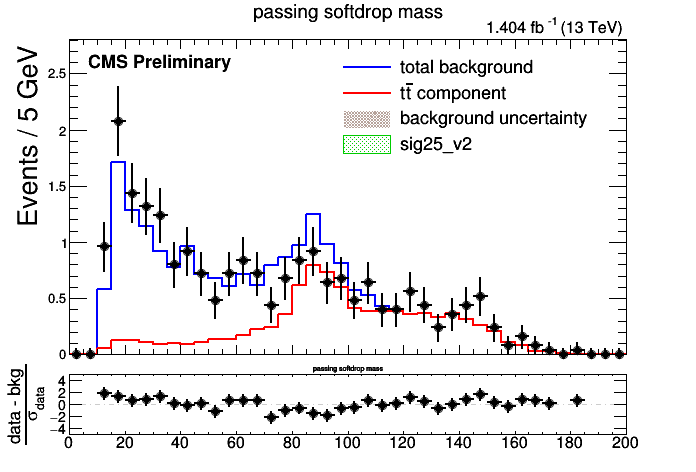 passing softdrop mass
1.404 fb⁻¹ (13 TeV)
CMS Preliminary
total background
tt̄ component
background uncertainty
sig25_v2
Events / 5 GeV
2.5
2
1.5
1
0.5
0
passing softdrop mass
data - bkg
σdata
4
2
0
−2
−4
0 20 40 60 80 100 120 140 160 180 200